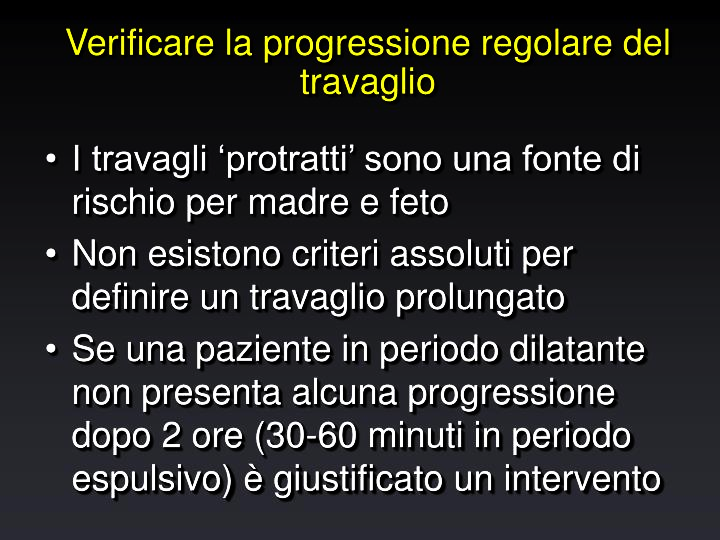 Verificare la progressione regolare del
travaglio
• I travagli ‘protratti’ sono una fonte di
rischio per madre e feto
• Non esistono criteri assoluti per
definire un travaglio prolungato
• Se una paziente in periodo dilatante
non presenta alcuna progressione
dopo 2 ore (30-60 minuti in periodo
espulsivo) è giustificato un intervento